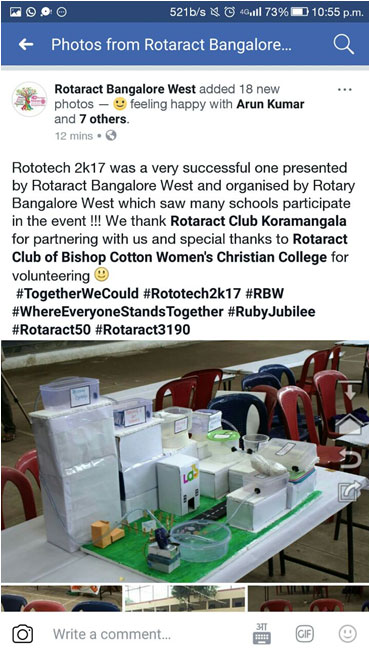 521b/s 4G 73% 10:55 p.m.
Photos from Rotaract Bangalore...
Rotaract Bangalore West added 18 new
photos — 🙂 feeling happy with Arun Kumar
and 7 others.
12 mins •
Rototech 2k17 was a very successful one presented
by Rotaract Bangalore West and organised by Rotary
Bangalore West which saw many schools participate
in the event !!! We thank Rotaract Club Koramangala
for partnering with us and special thanks to Rotaract
Club of Bishop Cotton Women's Christian College for
volunteering 🙂
#TogetherWeCould #Rototech2k17 #RBW
#WhereEveryoneStandsTogether #RubyJubilee
#Rotaract50 #Rotaract3190
Lab
Write a comment...
अा
GIF